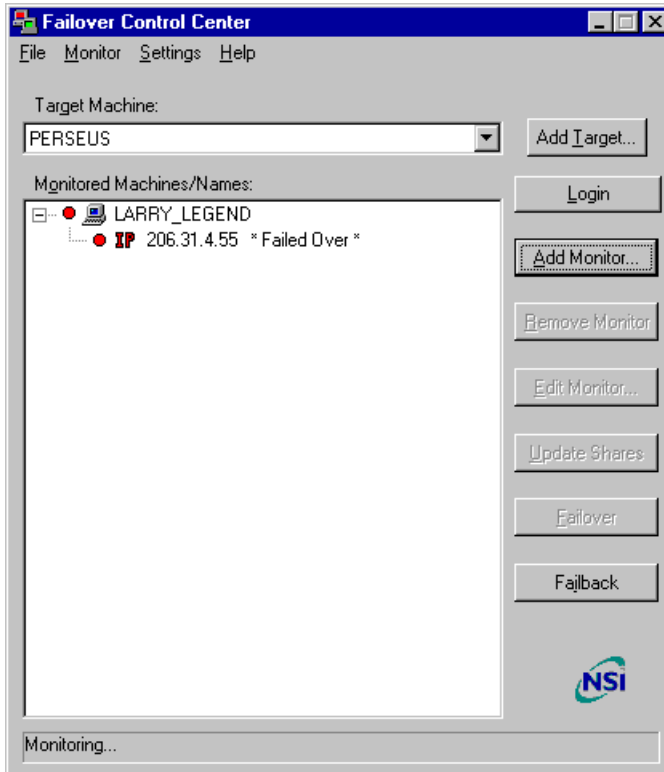 Failover Control Center
File Monitor Settings Help
Target Machine:
PERSEUS
Add Target...
Monitored Machines/Names:
Login
LARRY_LEGEND
IP 206.31.4.55 * Failed Over *
Add Monitor...
Remove Monitor
Edit Monitor...
Update Shares
Failover
Failback
NSI
Monitoring...